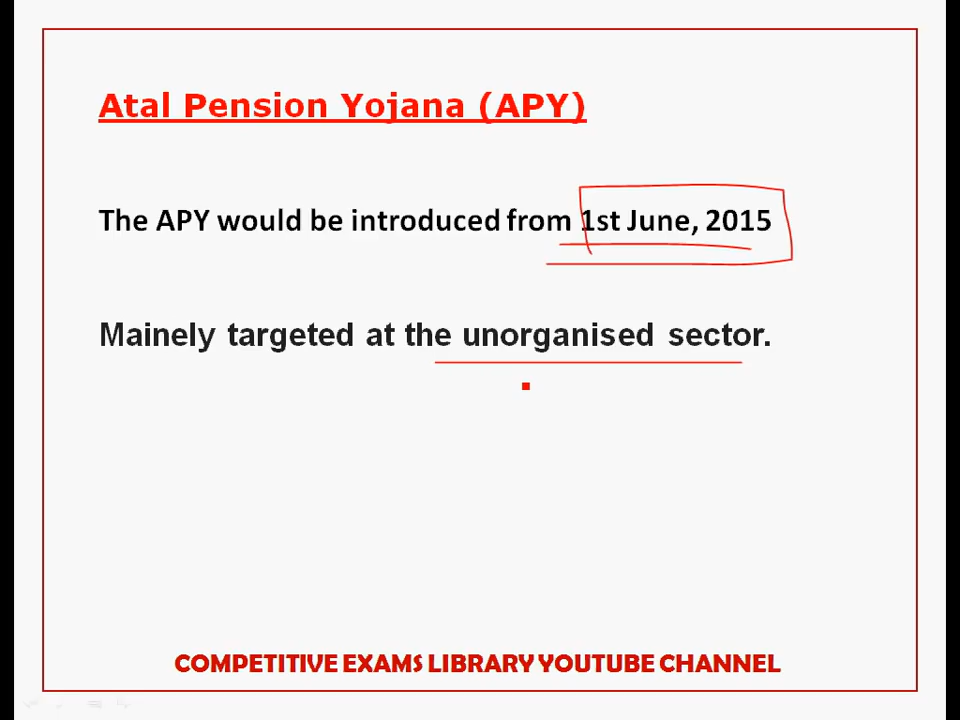 Atal Pension Yojana (APY)
The APY would be introduced from 1st June, 2015
Mainely targeted at the unorganised sector.
COMPETITIVE EXAMS LIBRARY YOUTUBE CHANNEL